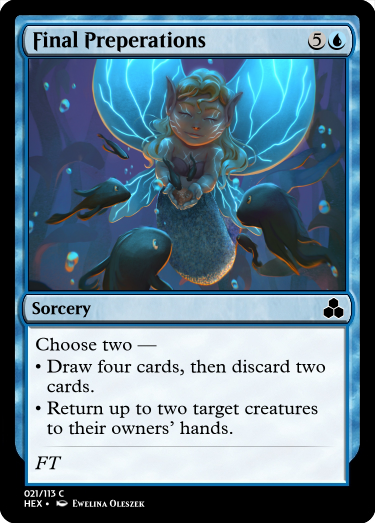 Final Preperations 5
Sorcery
Choose two —
• Draw four cards, then discard two
cards.
• Return up to two target creatures
to their owners' hands.
FT
021/113 C
HEX • Ewelina Oleszek